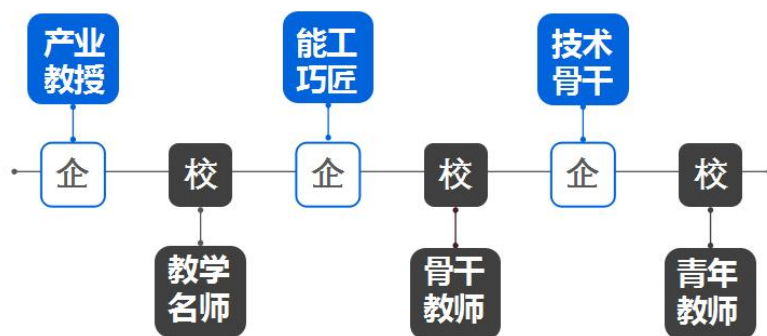 产业
教授
能工
巧匠
技术
骨干
企
校
企
校
企
校
教学
名师
骨干
教师
青年
教师